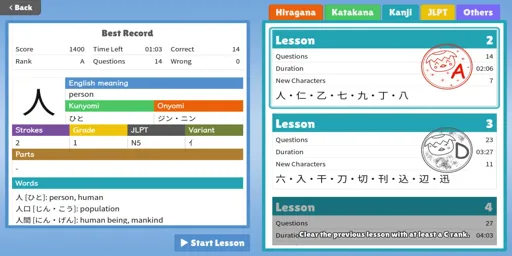 < Back
Best Record
Score 1400 Time Left 01:03 Correct 14
Rank A Questions 14 Wrong 0
人
English meaning
person
Kunyomi Onyomi
ひと ジン・ニン
Strokes Grade JLPT Variant
2 1 N5 亻
Parts
-
Words
人 [ひと]: person, human
人口 [じん・こう]: population
人間 [にん・げん]: human being, mankind
▶ Start Lesson
Hiragana Katakana Kanji JLPT Others
Lesson 2
Questions 14
Duration 02:06
New Characters 7
A
人・仁・乙・七・九・丁・八
Lesson 3
Questions 23
Duration 03:27
New Characters 11
D
六・入・干・刀・切・刊・込・辺・迅
Lesson 4
Questions 27
Duration 04:03
Clear the previous lesson with at least a C rank.